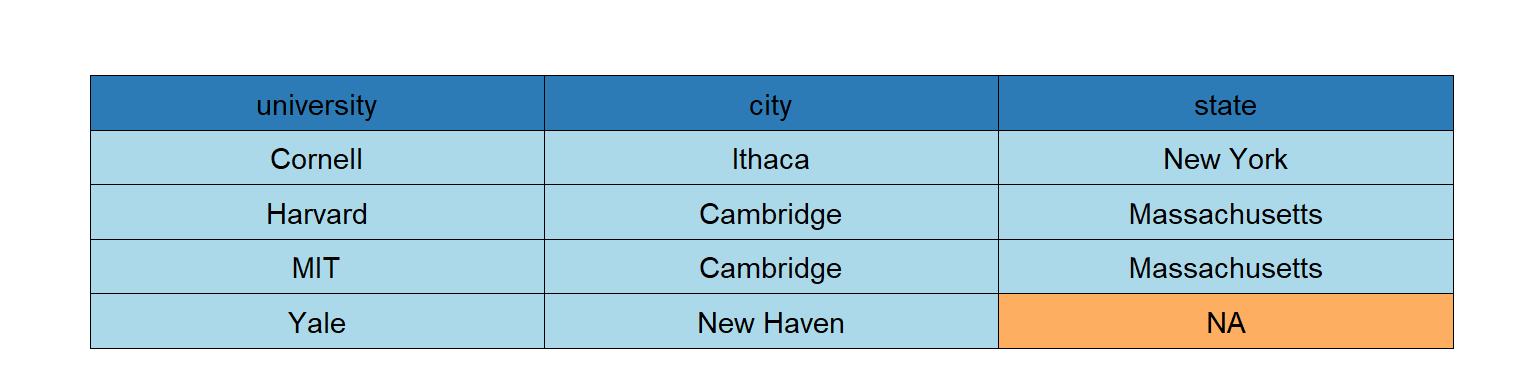 university city state
Cornell Ithaca New York
Harvard Cambridge Massachusetts
MIT Cambridge Massachusetts
Yale New Haven NA